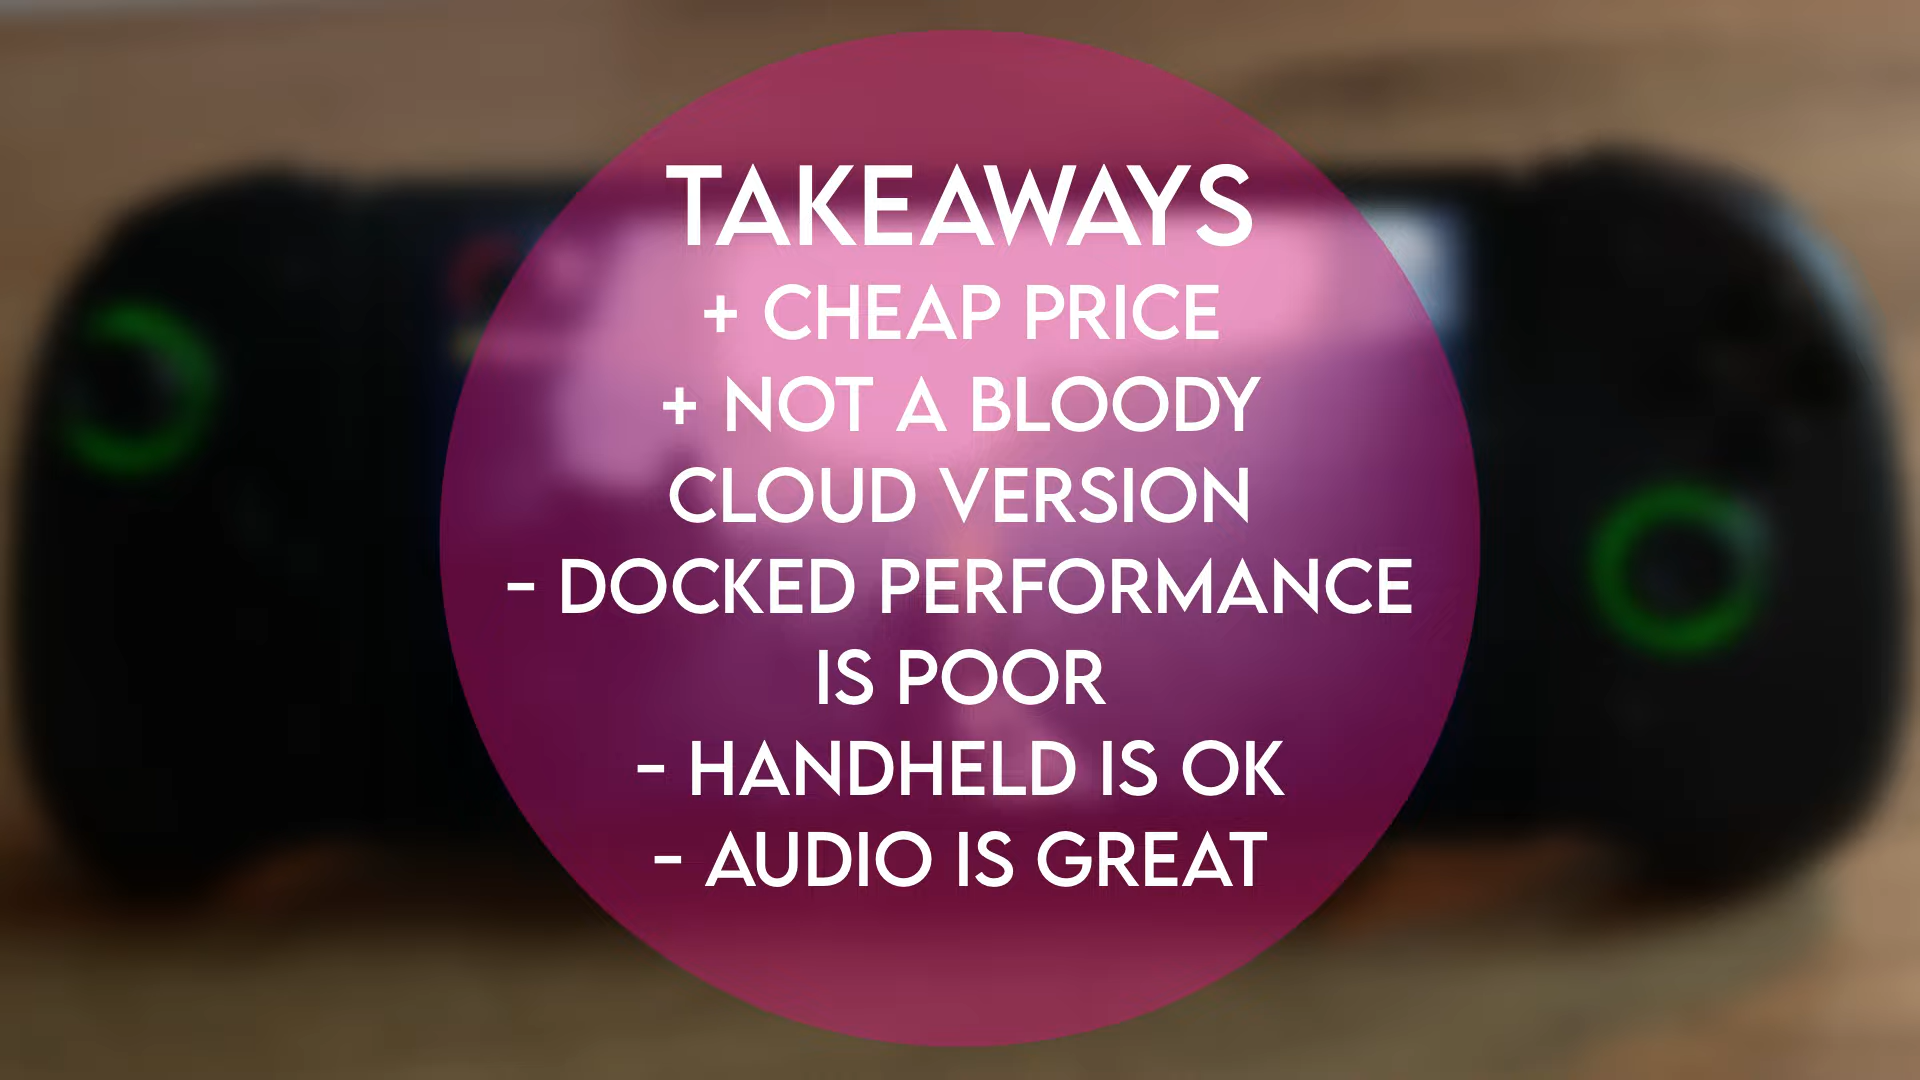 TAKEAWAYS
+ CHEAP PRICE
+ NOT A BLOODY
CLOUD VERSION
- DOCKED PERFORMANCE
IS POOR
- HANDHELD IS OK
- AUDIO IS GREAT